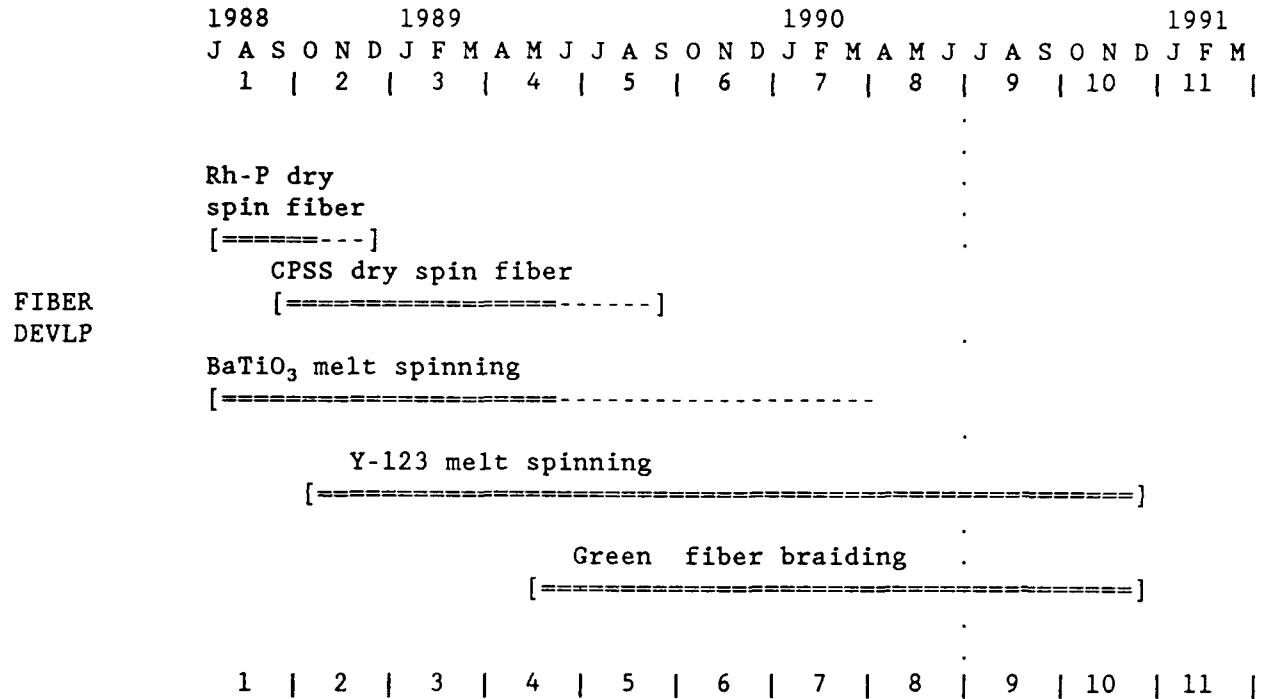 1988 1989 1990 1991
J A S O N D J F M A M J J A S O N D J F M A M J J A S O N D J F M
1 | 2 | 3 | 4 | 5 | 6 | 7 | 8 | 9 | 10 | 11 |
Rh-P dry
spin fiber
[======---]
CPSS dry spin fiber
FIBER [=================------]
DEVLP
BaTiO₃ melt spinning
[=====================--------------------
Y-123 melt spinning
[===================================================]
Green fiber braiding
[=====================================]
1 | 2 | 3 | 4 | 5 | 6 | 7 | 8 | 9 | 10 | 11 |